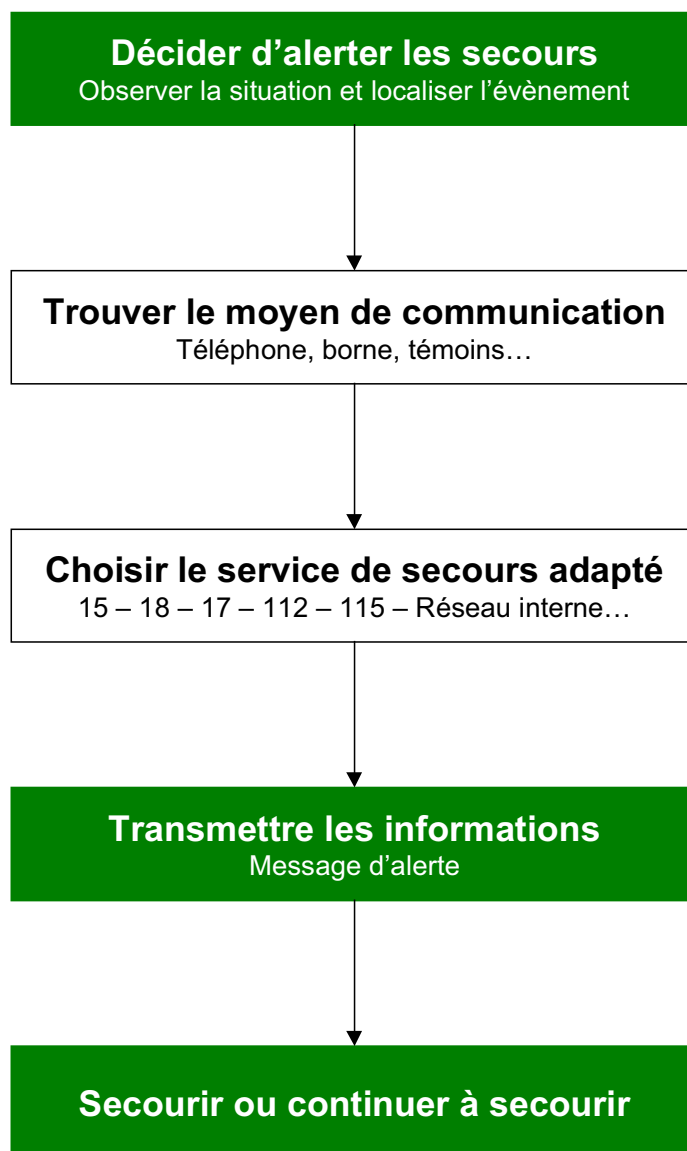 Décider d’alerter les secours
Observer la situation et localiser l’évènement
Trouver le moyen de communication
Téléphone, borne, témoins…
Choisir le service de secours adapté
15 – 18 – 17 – 112 – 115 – Réseau interne…
Transmettre les informations
Message d’alerte
Secourir ou continuer à secourir